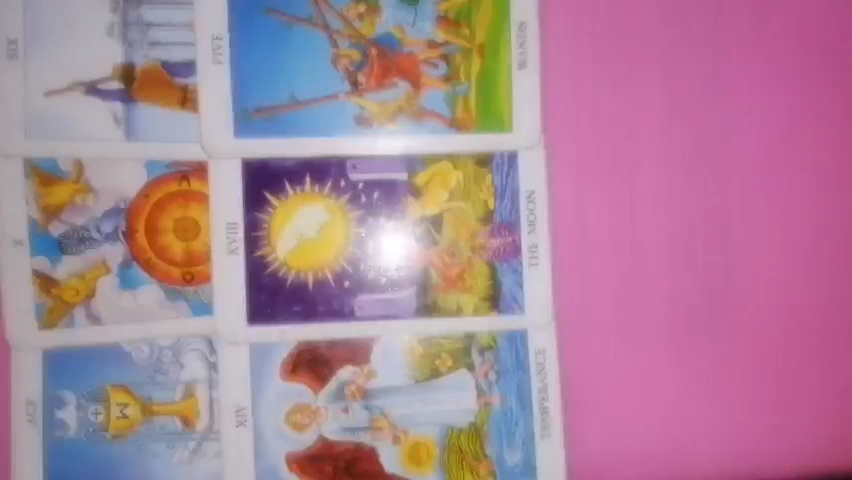 FIVE
WANDS
X
XVIII
THE MOON
ACE
M
XIV
TEMPERANCE